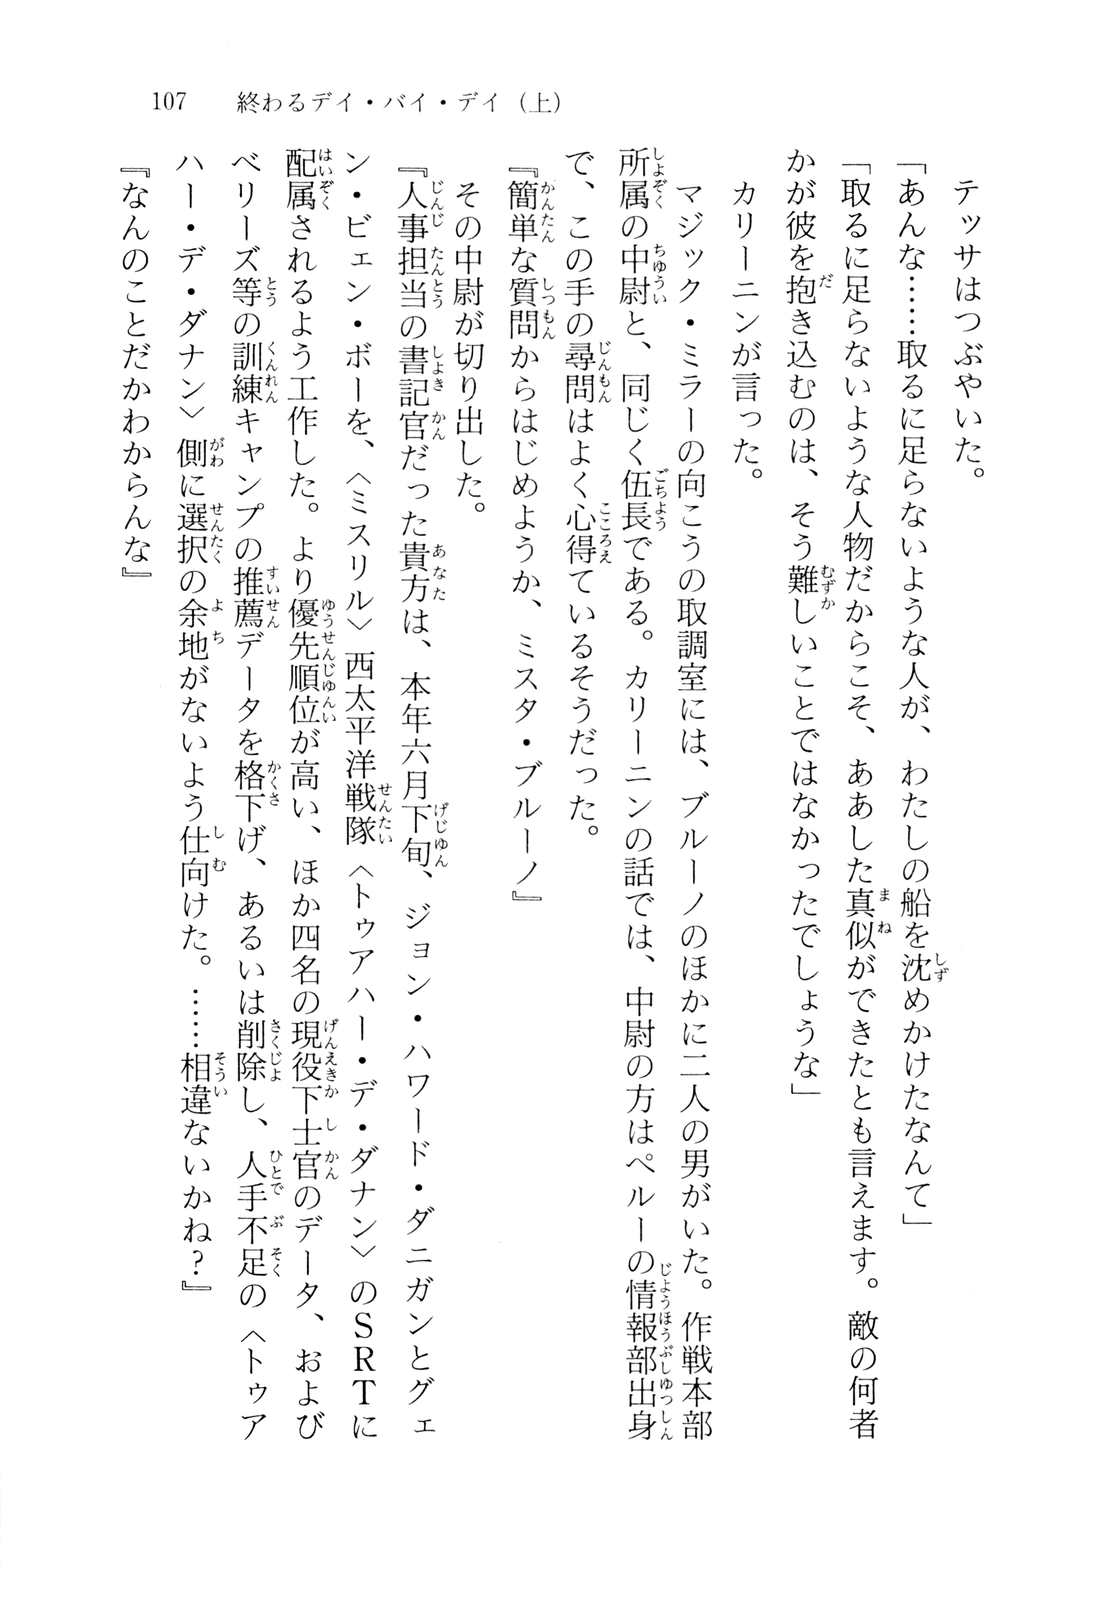 107　終わるデイ・バイ・デイ（上）
テッサはつぶやいた。
「あんな……取るに足らないような人が、わたしの船を沈めかけたなんて」
「取るに足らないような人物だからこそ、ああした真似ができたとも言えます。敵の何者
かが彼を抱き込むのは、そう難しいことではなかったでしょうな」
カリーニンが言った。
マジック・ミラーの向こうの取調室には、ブルーノのほかに二人の男がいた。作戦本部
所属の中尉と、同じく伍長である。カリーニンの話では、中尉の方はペルーの情報部出身
で、この手の尋問はよく心得ているそうだった。
『簡単な質問からはじめようか、ミスタ・ブルーノ』
その中尉が切り出した。
『人事担当の書記官だった貴方は、本年六月下旬、ジョン・ハワード・ダニガンとグェ
ン・ビェン・ボーを、〈ミスリル〉西太平洋戦隊〈トゥアハー・デ・ダナン〉のSRTに
配属されるよう工作した。より優先順位が高い、ほか四名の現役下士官のデータ、および
ベリーズ等の訓練キャンプの推薦データを格下げ、あるいは削除し、人手不足の〈トゥア
ハー・デ・ダナン〉側に選択の余地がないよう仕向けた。……相違ないかね？』
『なんのことだかわからんな』